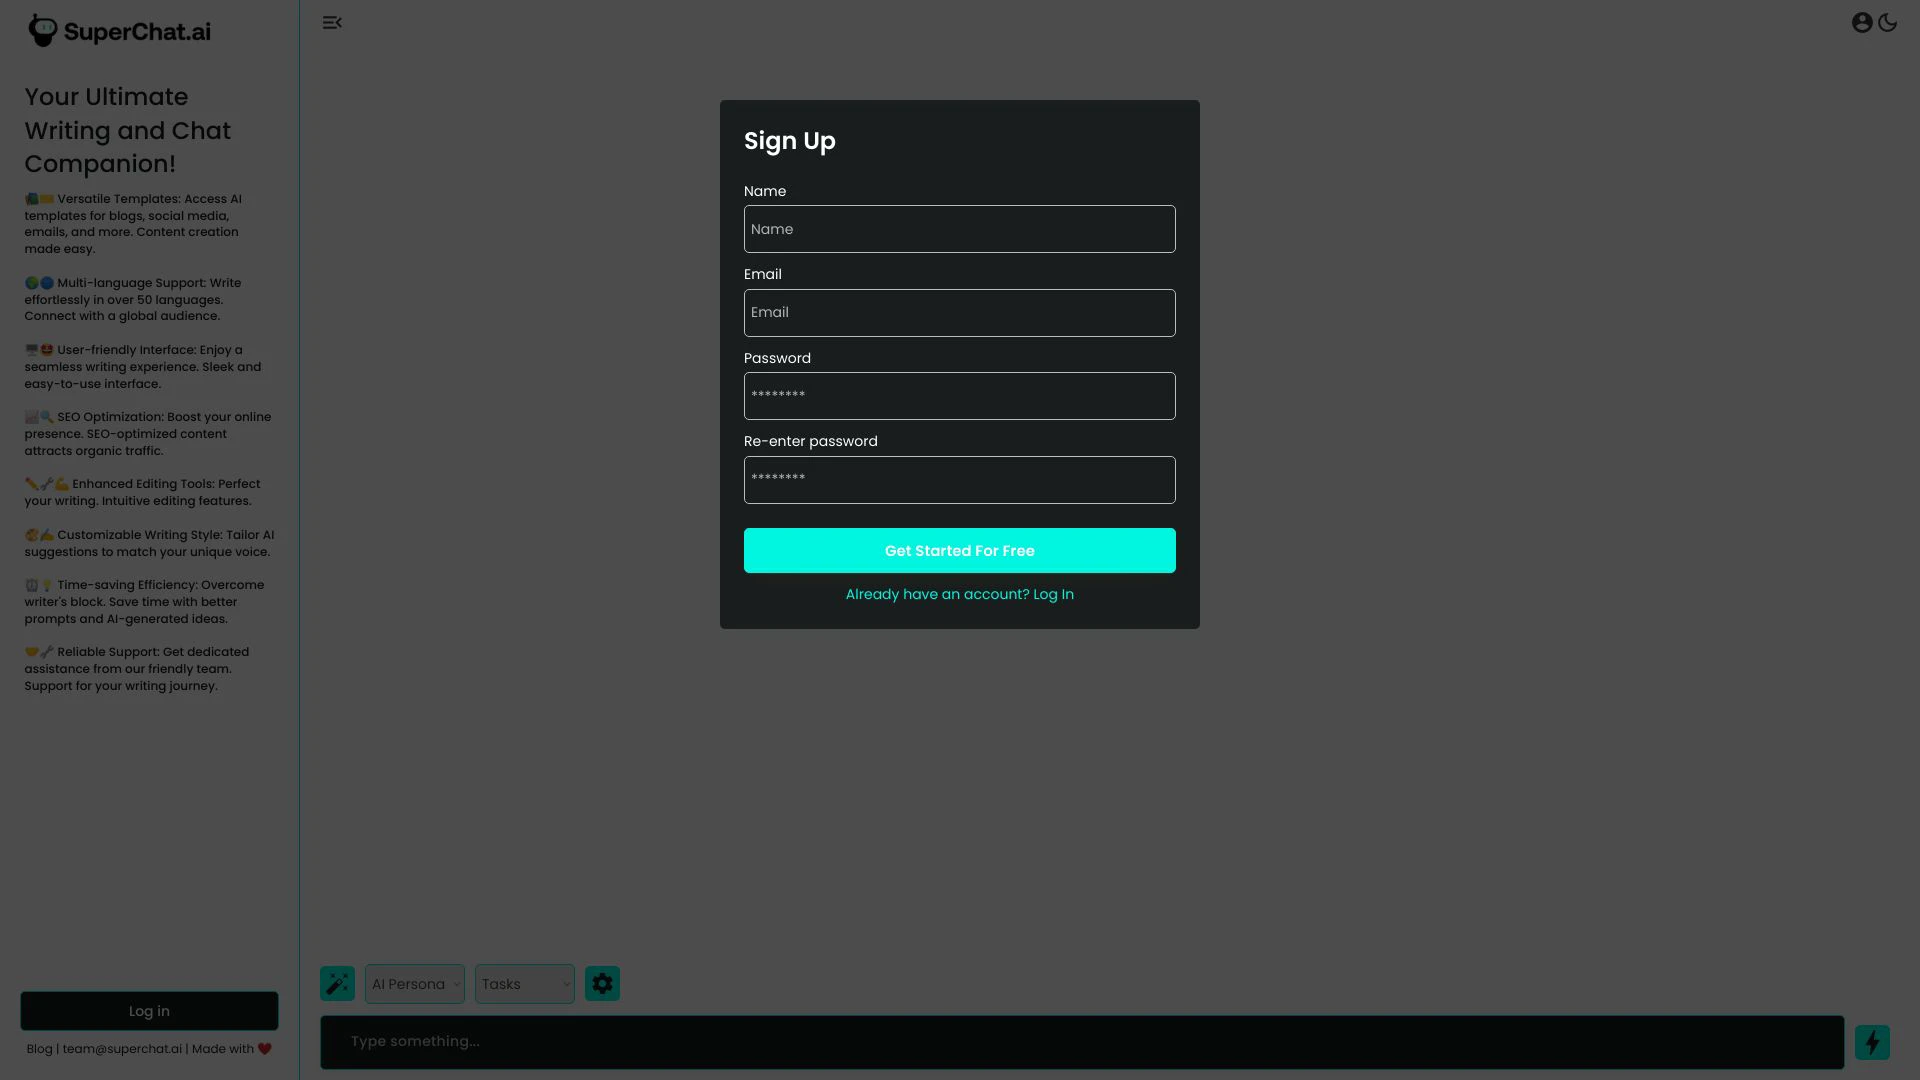 SuperChat.ai
Your Ultimate
Writing and Chat
Companion!
Versatile Templates: Access AI
templates for blogs, social media,
emails, and more. Content creation
made easy.
Multi-language Support: Write
effortlessly in over 50 languages.
Connect with a global audience.
User-friendly Interface: Enjoy a
seamless writing experience. Sleek and
easy-to-use interface.
SEO Optimization: Boost your online
presence. SEO-optimized content
attracts organic traffic.
Enhanced Editing Tools: Perfect
your writing. Intuitive editing features.
Customizable Writing Style: Tailor AI
suggestions to match your unique voice.
Time-saving Efficiency: Overcome
writer's block. Save time with better
prompts and AI-generated ideas.
Reliable Support: Get dedicated
assistance from our friendly team.
Support for your writing journey.
Log in
Blog | team@superchat.ai | Made with ❤️
Sign Up
Name
Name
Email
Email
Password
********
Re-enter password
********
Get Started For Free
Already have an account? Log In
AI Persona
Tasks
Type something...